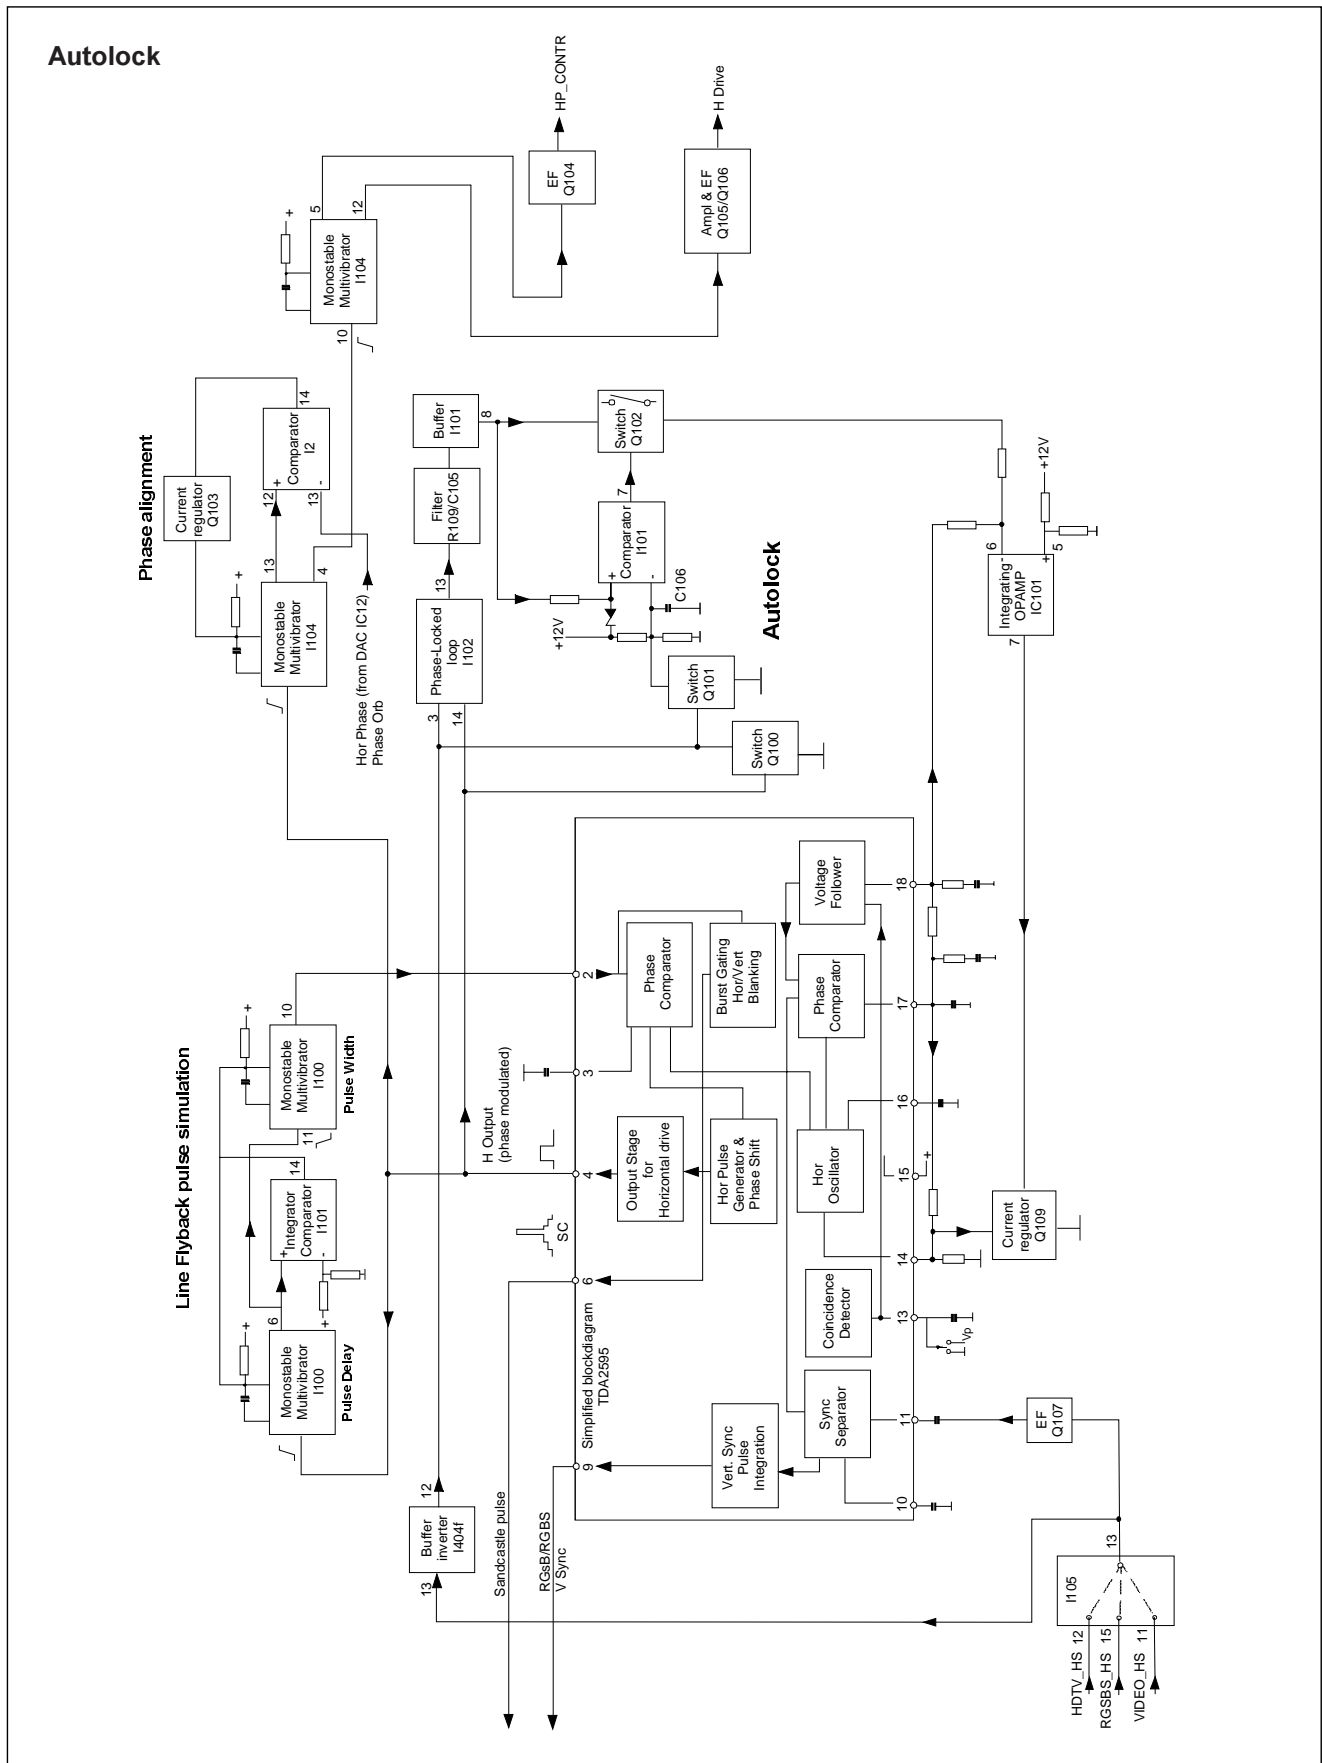 Autolock
Line Flyback pulse simulation
Phase alignment
Monostable
Multivibrator
I100
Pulse Delay
6
+
+
Integrator
Comparator
I101
+
-
14
11
Monostable
Multivibrator
I100
Pulse Width
10
+
Monostable
Multivibrator
I104
13
4
+
Current
regulator
Q103
12
13
Comparator
I2
+
-
14
Hor Phase (from DAC IC12)
Phase Orb
10
Monostable
Multivibrator
I104
+
5
12
EF
Q104
HP_CONTR
Ampl & EF
Q105/Q106
H Drive
13
Buffer
inverter
I404f
12
3
14
Phase-Locked
loop
I102
13
Filter
R109/C105
Buffer
I101
8
Switch
Q102
7
Comparator
I101
+
-
+12V
C106
Autolock
Switch
Q101
Switch
Q100
Sandcastle pulse
RGsB/RGBS
V Sync
SC
H Output
(phase modulated)
9
Simplified blockdiagram
TDA2595
6
4
3
2
Output Stage
for
Horizontal drive
Phase
Comparator
Vert. Sync
Pulse
Integration
Hor Pulse
Generator &
Phase Shift
Burst Gating
Hor/Vert
Blanking
Sync
Separator
Coincidence
Detector
Hor
Oscillator
Phase
Comparator
Voltage
Follower
10
11
13
14
15
16
17
18
Vp
+
EF
Q107
Current
regulator
Q109
7
Integrating
OPAMP
IC101
-
+
6
5
+12V
I105
13
HDTV_HS 12
RGSBS_HS 15
VIDEO_HS 11